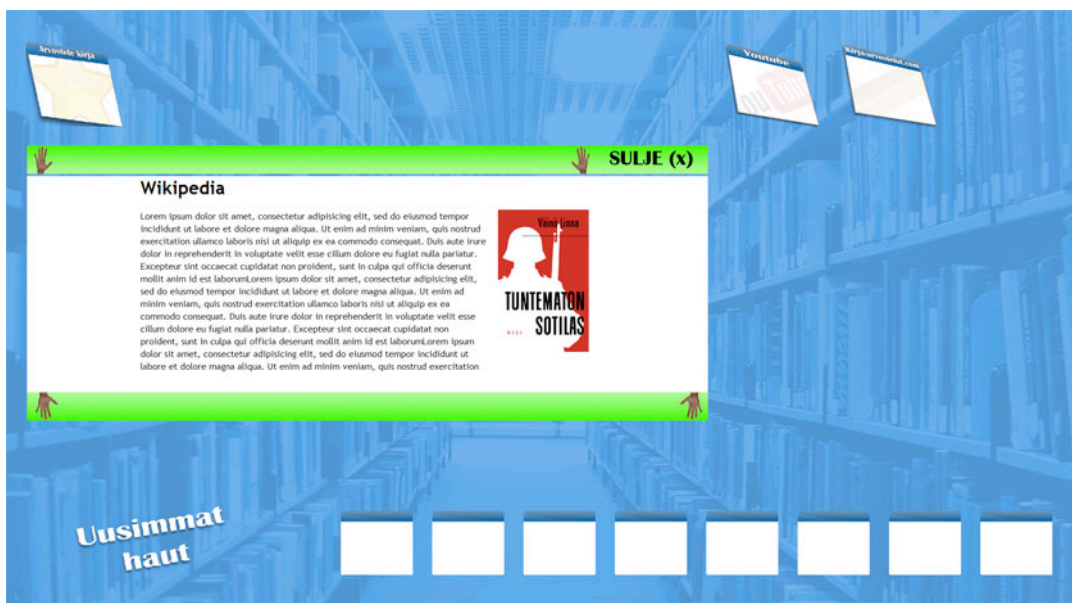 Arvostele kirja
Youtube
Kirja-arvostelut.com
You Tube
SULJE (x)
Wikipedia
Lorem ipsum dolor sit amet, consectetur adipisicing elit, sed do eiusmod tempor
incididunt ut labore et dolore magna aliqua. Ut enim ad minim veniam, quis nostrud
exercitation ullamco laboris nisi ut aliquip ex ea commodo consequat. Duis aute irure
dolor in reprehenderit in voluptate velit esse cillum dolore eu fugiat nulla pariatur.
Excepteur sint occaecat cupidatat non proident, sunt in culpa qui officia deserunt
mollit anim id est laborumLorem ipsum dolor sit amet, consectetur adipisicing elit,
sed do eiusmod tempor incididunt ut labore et dolore magna aliqua. Ut enim ad
minim veniam, quis nostrud exercitation ullamco laboris nisi ut aliquip ex ea
commodo consequat. Duis aute irure dolor in reprehenderit in voluptate velit esse
cillum dolore eu fugiat nulla pariatur. Excepteur sint occaecat cupidatat non
proident, sunt in culpa qui officia deserunt mollit anim id est laborumLorem ipsum
dolor sit amet, consectetur adipisicing elit, sed do eiusmod tempor incididunt ut
labore et dolore magna aliqua. Ut enim ad minim veniam, quis nostrud exercitation
Väinö Linna
TUNTEMATON
SOTILAS
Uusimmat
haut